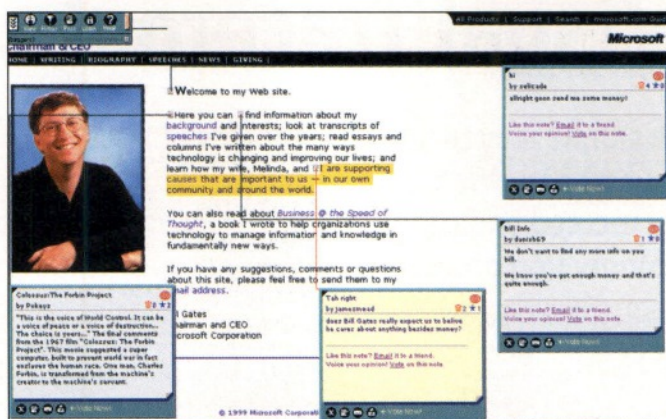 All Products | Support | Search | microsoft.com Guide
Microsoft
Chairman & CEO
HOME | WRITING | BIOGRAPHY | SPEECHES | NEWS | GIVING |
Welcome to my Web site.
Here you can find information about my
background and interests; look at transcripts of
speeches I've given over the years; read essays and
columns I've written about the many ways
technology is changing and improving our lives; and
learn how my wife, Melinda, and I are supporting
causes that are important to us — in our own
community and around the world.
You can also read about Business @ the Speed of
Thought, a book I wrote to help organizations use
technology to manage information and knowledge in
fundamentally new ways.
If you have any suggestions, comments or questions
about this site, please feel free to send them to my
email address.
Bill Gates
Chairman and CEO
Microsoft Corporation
© 1999 Microsoft Corporati
hi
by zelicade
allright goon send me some money!
Like this note? Email it to a friend.
Voice your opinion! Vote on this note.
Vote Now!
Bill Info
by danish69
We don't want to find any more info on you
bill.
We know you've got enough money and that's
quite enough.
Like this note? Email it to a friend.
Voice your opinion! Vote on this note.
Vote Now!
Colossus:The Forbin Project
by Pokeys
"This is the voice of World Control. It can be
a voice of peace or a voice of destruction...
The choice is yours..." The final comments
from the 1967 film "Colossus: The Forbin
Project". This movie suggested a super
computer, built to prevent world war in fact
enslaves the human race. One man, Charles
Forbin, is transformed from the machine's
creator to the machine's servant.
Vote Now!
Yah right
by jamesmead
does Bill Gates really expect us to belive
he cares about anything besides money?
Like this note? Email it to a friend.
Voice your opinion! Vote on this note.
Vote Now!